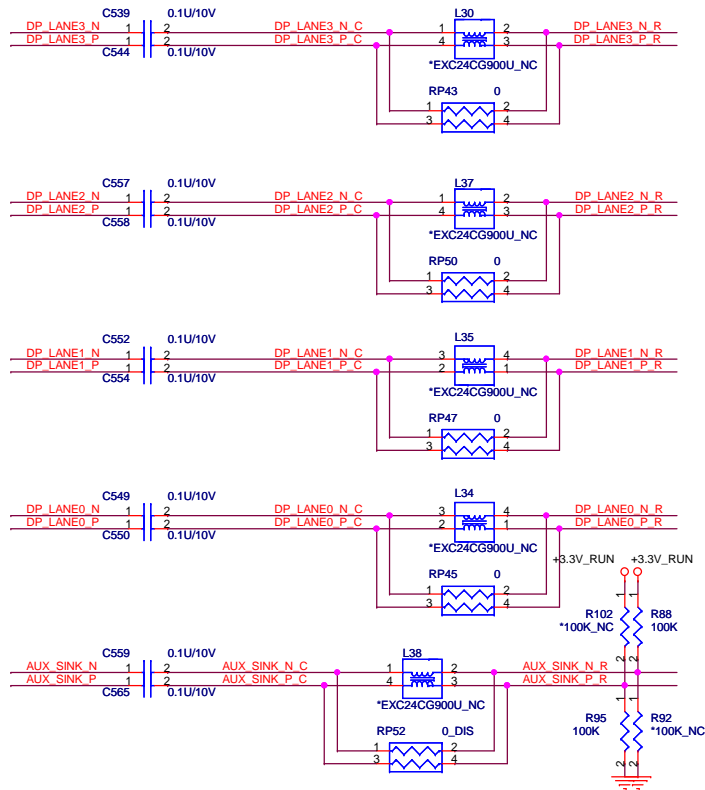 C539 0.1U/10V L30
DP_LANE3_N 1 2 DP_LANE3_N_C 1 2 DP_LANE3_N_R
DP_LANE3_P 1 2 DP_LANE3_P_C 4 3 DP_LANE3_P_R
C544 0.1U/10V
*EXC24CG900U_NC
RP43 0
1 2
3 4
C557 0.1U/10V L37
DP_LANE2_N 1 2 DP_LANE2_N_C 1 2 DP_LANE2_N_R
DP_LANE2_P 1 2 DP_LANE2_P_C 4 3 DP_LANE2_P_R
C558 0.1U/10V
*EXC24CG900U_NC
RP50 0
1 2
3 4
C552 0.1U/10V L35
DP_LANE1_N 1 2 DP_LANE1_N_C 3 4 DP_LANE1_N_R
DP_LANE1_P 1 2 DP_LANE1_P_C 2 1 DP_LANE1_P_R
C554 0.1U/10V
*EXC24CG900U_NC
RP47 0
1 2
3 4
C549 0.1U/10V L34
DP_LANE0_N 1 2 DP_LANE0_N_C 3 4 DP_LANE0_N_R
DP_LANE0_P 1 2 DP_LANE0_P_C 2 1 DP_LANE0_P_R
C550 0.1U/10V
*EXC24CG900U_NC
+3.3V_RUN +3.3V_RUN
RP45 0
1 2
3 4
1 1
R102 R88
*100K_NC 100K
2 2
C559 0.1U/10V L38
AUX_SINK_N 1 2 AUX_SINK_N_C 1 2 AUX_SINK_N_R
AUX_SINK_P 1 2 AUX_SINK_P_C 4 3 AUX_SINK_P_R
C565 0.1U/10V
*EXC24CG900U_NC
RP52 0_DIS
1 2
3 4
1 1
R95 R92
100K *100K_NC
2 2